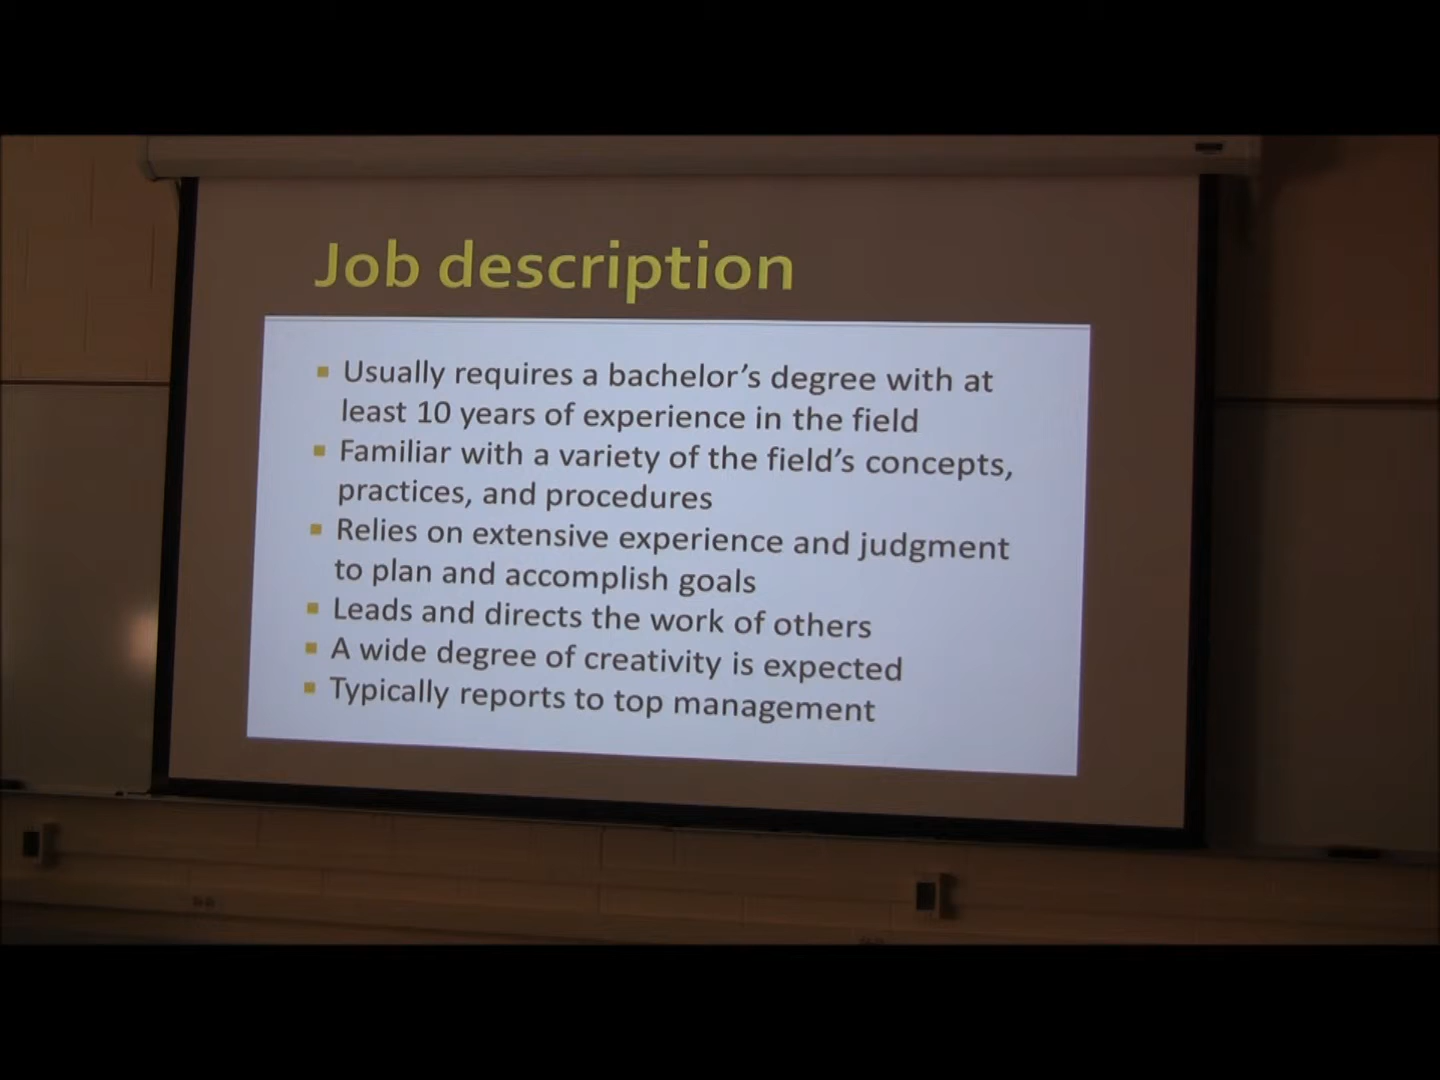 Job description
▪ Usually requires a bachelor’s degree with at
least 10 years of experience in the field
▪ Familiar with a variety of the field’s concepts,
practices, and procedures
▪ Relies on extensive experience and judgment
to plan and accomplish goals
▪ Leads and directs the work of others
▪ A wide degree of creativity is expected
▪ Typically reports to top management